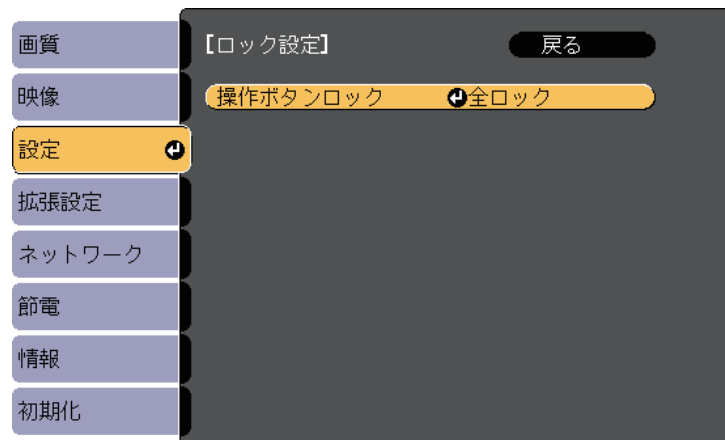 画質
映像
設定
拡張設定
ネットワーク
節電
情報
初期化
【ロック設定】
戻る
操作ボタンロック 全ロック